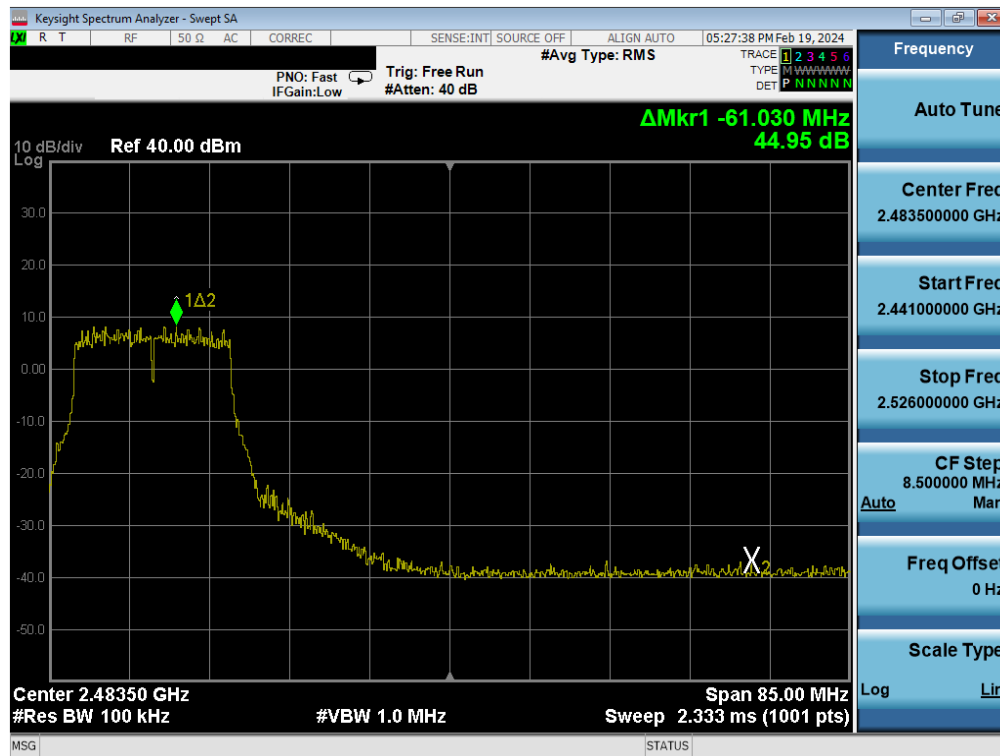 Keysight Spectrum Analyzer - Swept SA
LXI R T RF 50 Ω AC CORREC SENSE:INT SOURCE OFF ALIGN AUTO 05:27:38 PM Feb 19, 2024
Frequency
#Avg Type: RMS
TRACE 1 2 3 4 5 6
PNO: Fast
Trig: Free Run
TYPE M W W W W W
IFGain:Low
#Atten: 40 dB
DET P N N N N N
Auto Tune
ΔMkr1 -61.030 MHz
44.95 dB
10 dB/div
Ref 40.00 dBm
Log
Center Freq
2.483500000 GHz
30.0
20.0
Start Freq
2.441000000 GHz
1Δ2
10.0
0.00
Stop Freq
2.526000000 GHz
-10.0
-20.0
CF Step
8.500000 MHz
Auto Man
-30.0
X2
-40.0
Freq Offset
0 Hz
-50.0
Scale Type
Center 2.48350 GHz
Span 85.00 MHz
Log Lin
#Res BW 100 kHz
#VBW 1.0 MHz
Sweep 2.333 ms (1001 pts)
MSG
STATUS